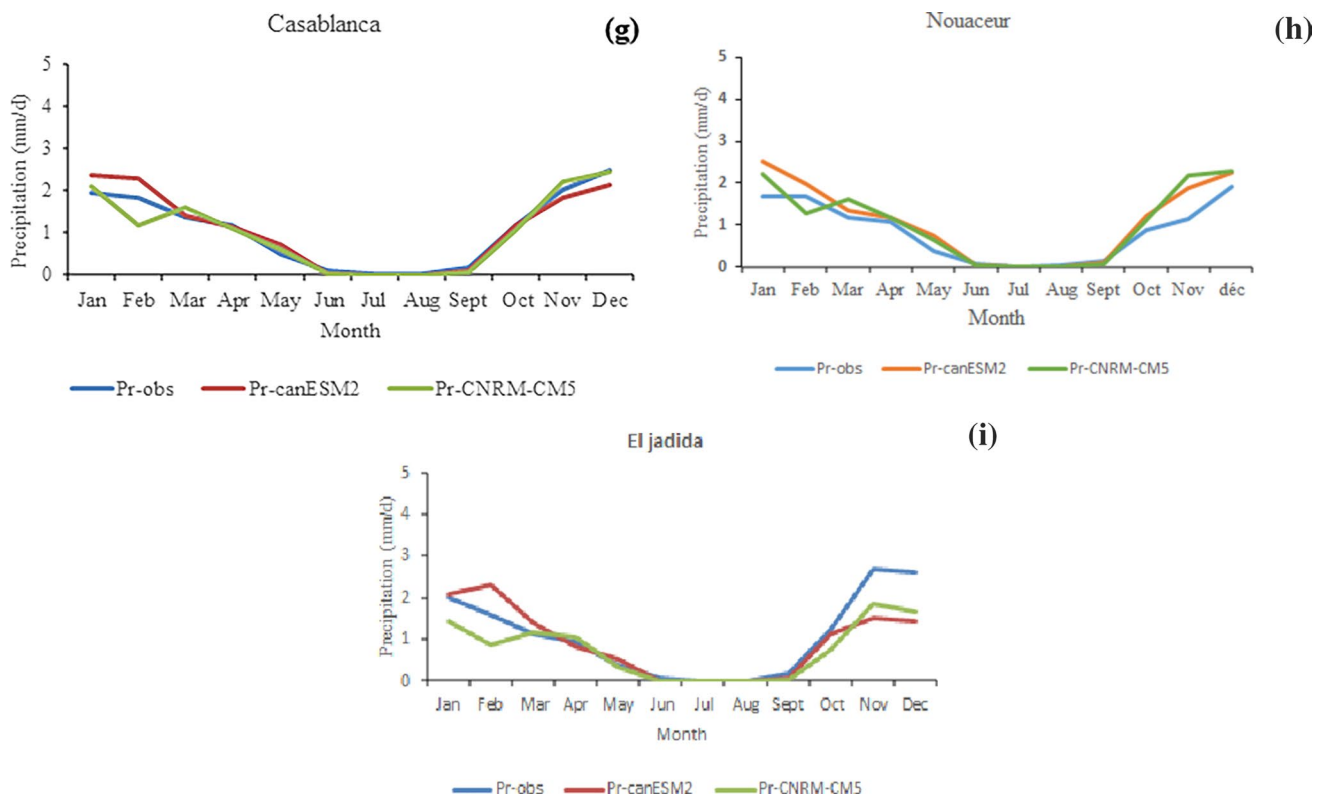 Casablanca
(g)
Precipitation (mm/d)
5
4
3
2
1
0
Jan Feb Mar Apr May Jun Jul Aug Sept Oct Nov Dec
Month
Pr-obs Pr-canESM2 Pr-CNRM-CM5
Nouaceur
(h)
Precipitation (mm/d)
5
4
3
2
1
0
Jan Feb Mar Apr May Jun Jul Aug Sept Oct Nov déc
Month
Pr-obs Pr-canESM2 Pr-CNRM-CM5
El jadida
(i)
Precipitation (mm/d)
5
4
3
2
1
0
Jan Feb Mar Apr May Jun Jul Aug Sept Oct Nov Dec
Month
Pr-obs Pr-canESM2 Pr-CNRM-CM5